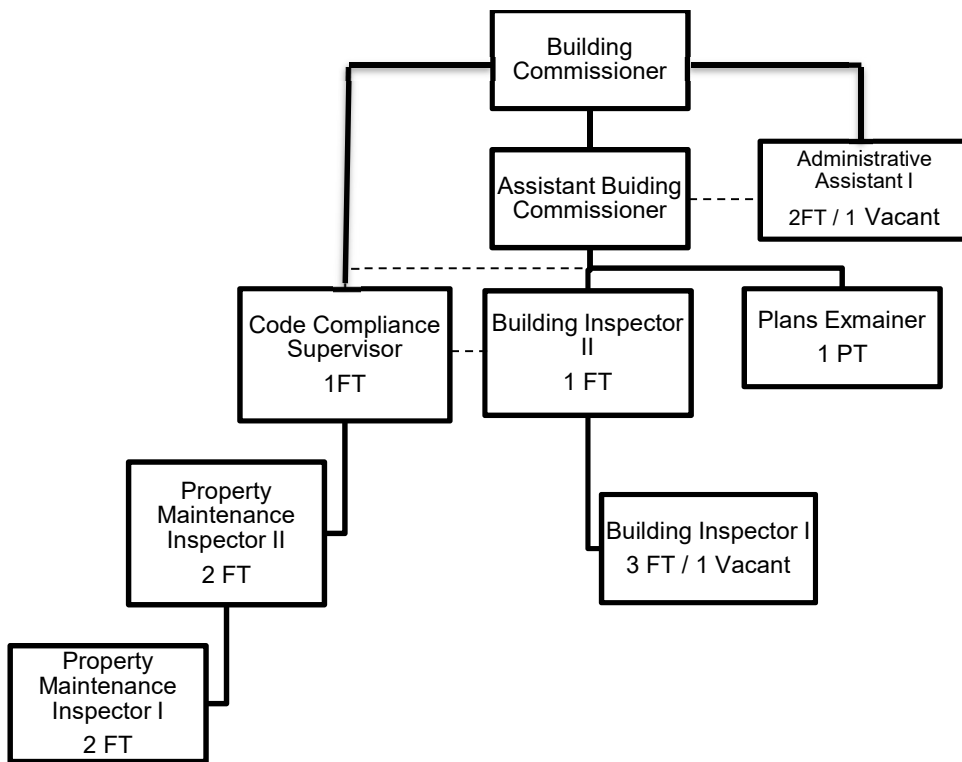 Building
Commissioner
Assistant Buiding
Commissioner
Administrative
Assistant I
2FT / 1 Vacant
Code Compliance
Supervisor
1FT
Building Inspector
II
1 FT
Plans Exmainer
1 PT
Property
Maintenance
Inspector II
2 FT
Building Inspector I
3 FT / 1 Vacant
Property
Maintenance
Inspector I
2 FT